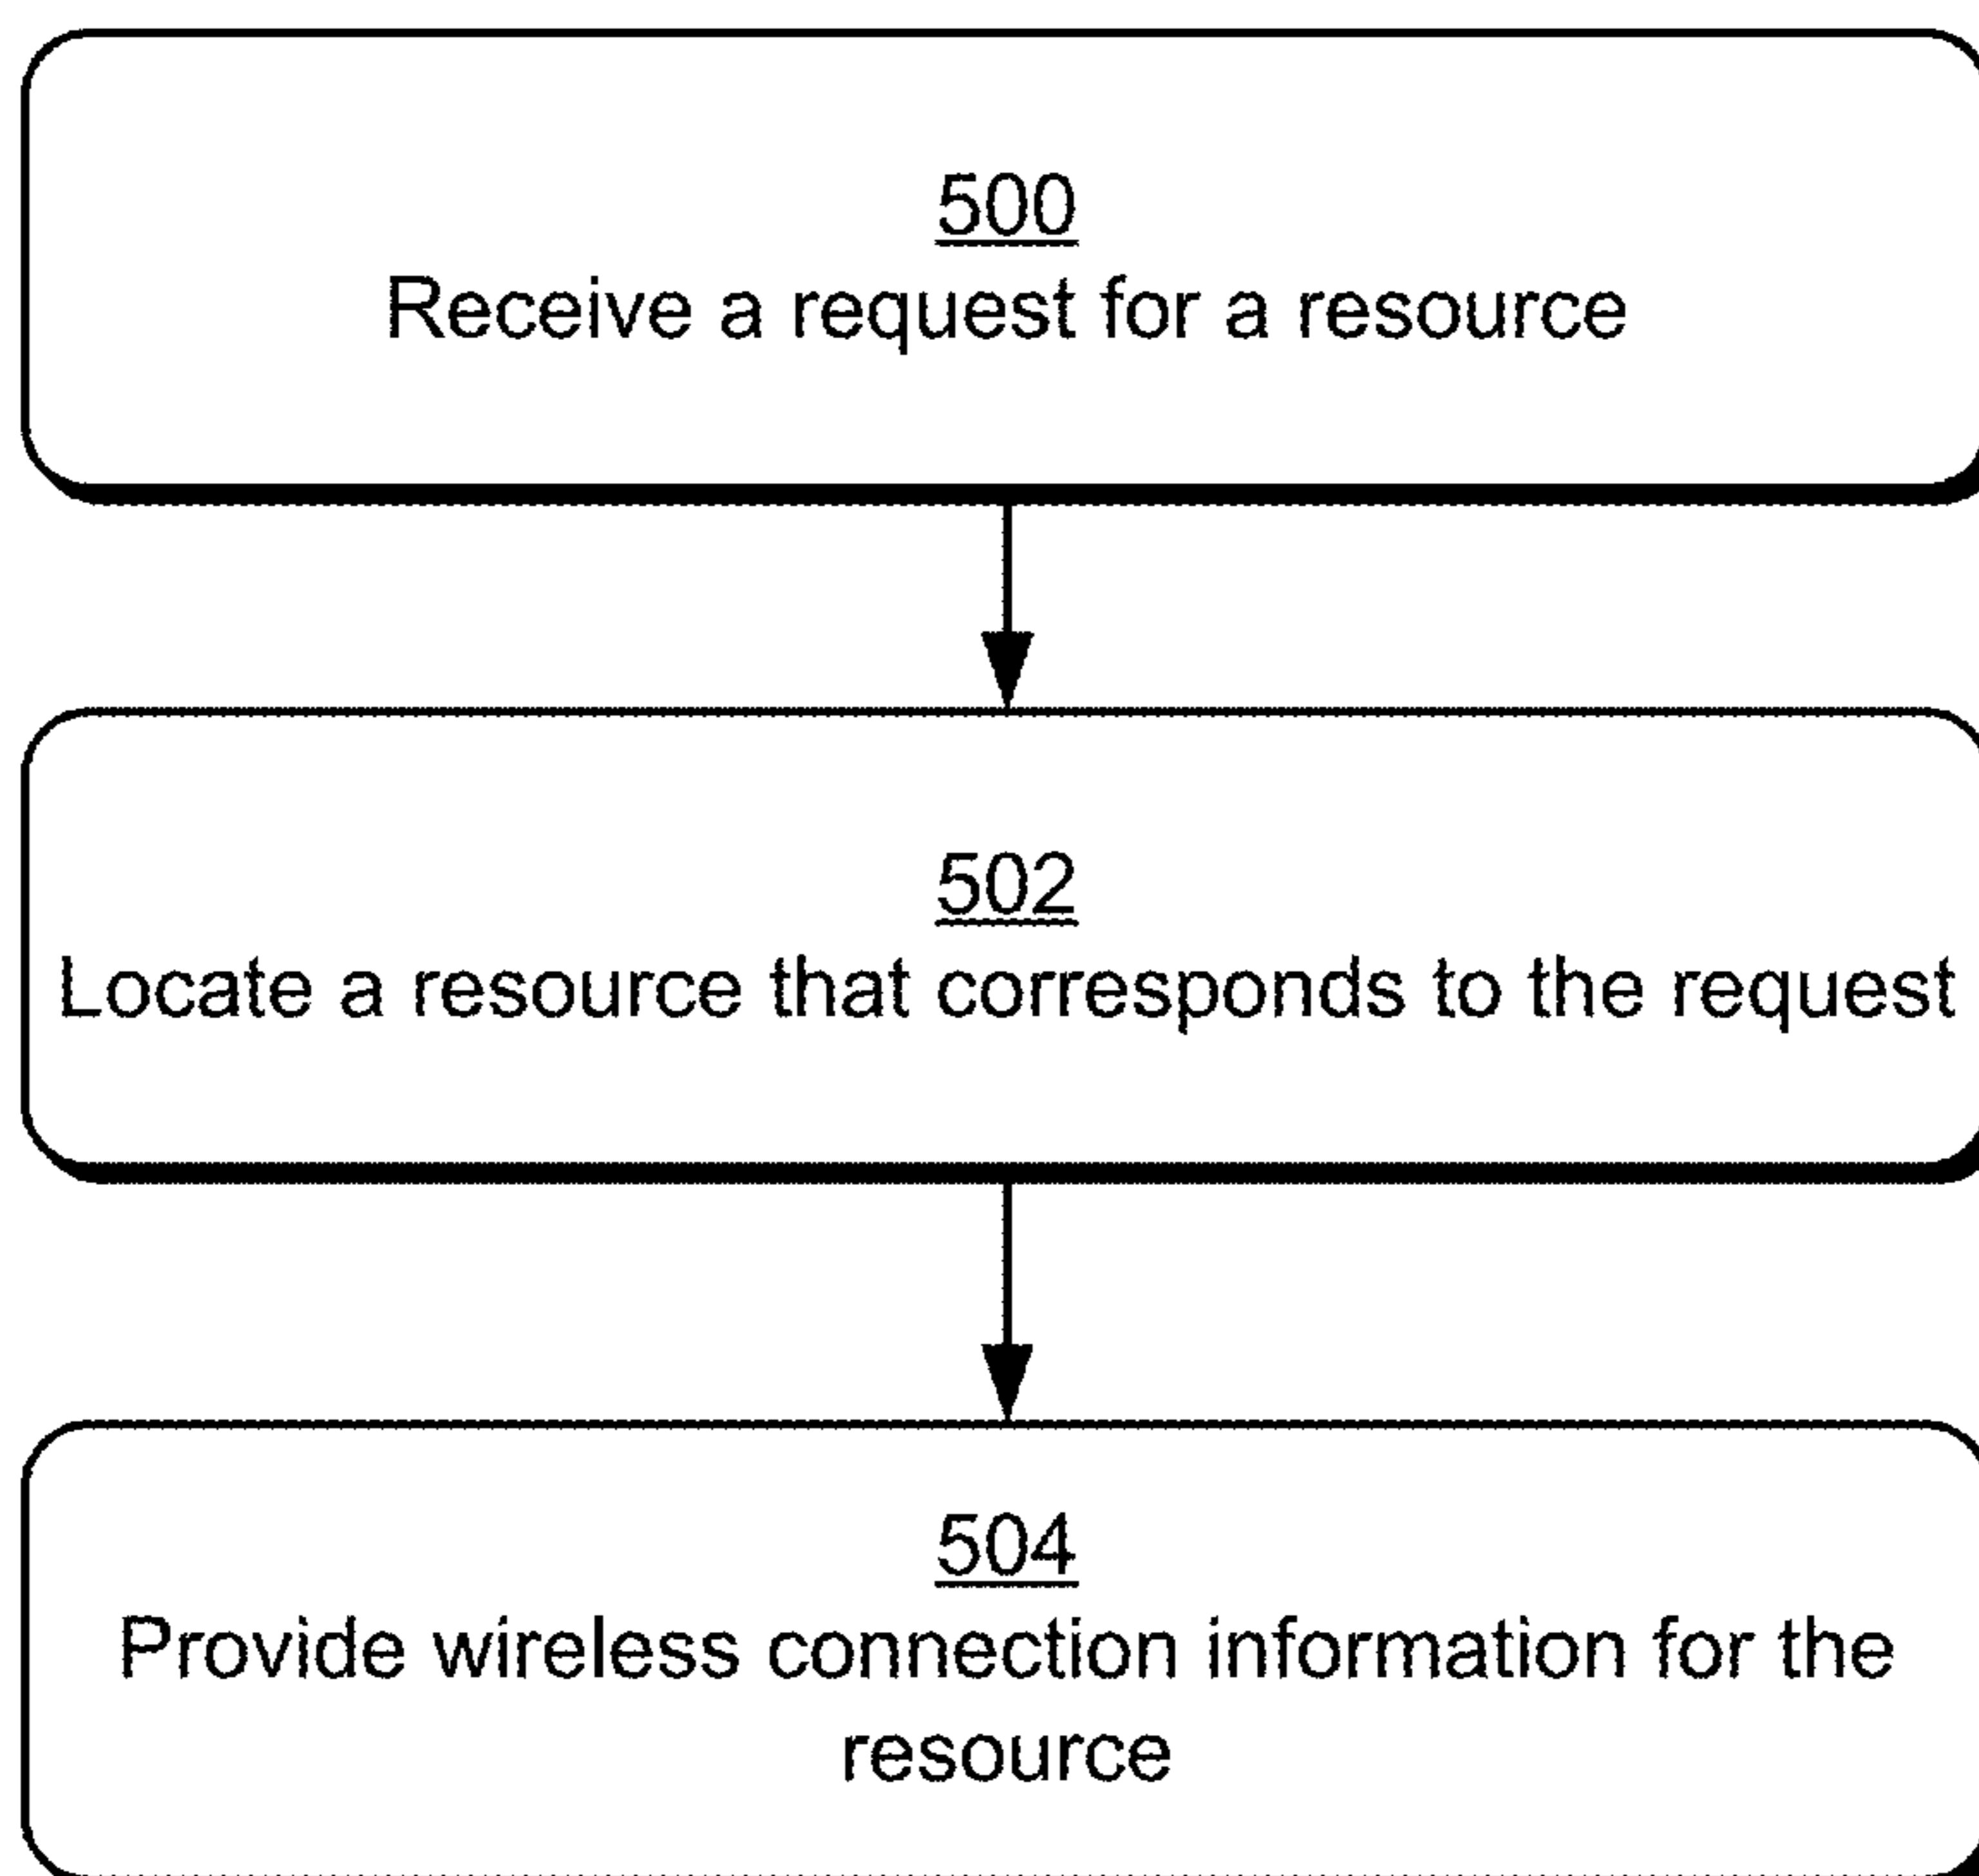 500
Receive a request for a resource
502
Locate a resource that corresponds to the request
504
Provide wireless connection information for the
resource